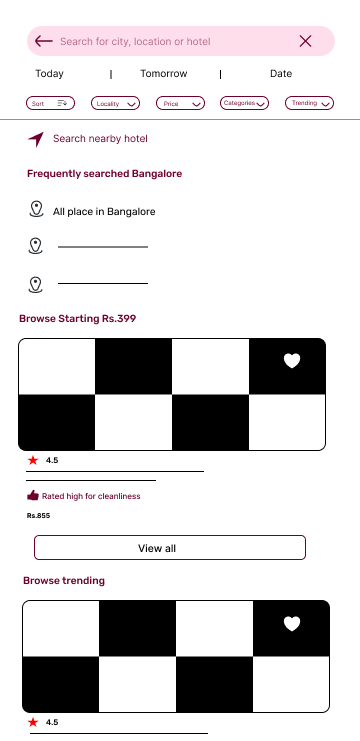 Search for city, location or hotel
Today | Tomorrow | Date
Sort Locality Price Categories Trending
Search nearby hotel
Frequently searched Bangalore
All place in Bangalore
Browse Starting Rs.399
4.5
Rated high for cleanliness
Rs.855
View all
Browse trending
4.5